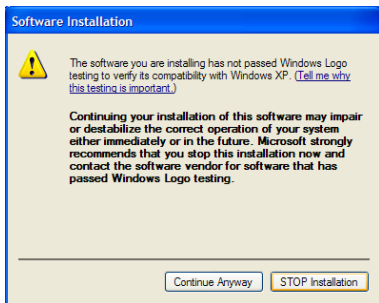 Software Installation
The software you are installing has not passed Windows Logo
testing to verify its compatibility with Windows XP. (Tell me why
this testing is important.)
Continuing your installation of this software may impair
or destabilize the correct operation of your system
either immediately or in the future. Microsoft strongly
recommends that you stop this installation now and
contact the software vendor for software that has
passed Windows Logo testing.
Continue Anyway
STOP Installation